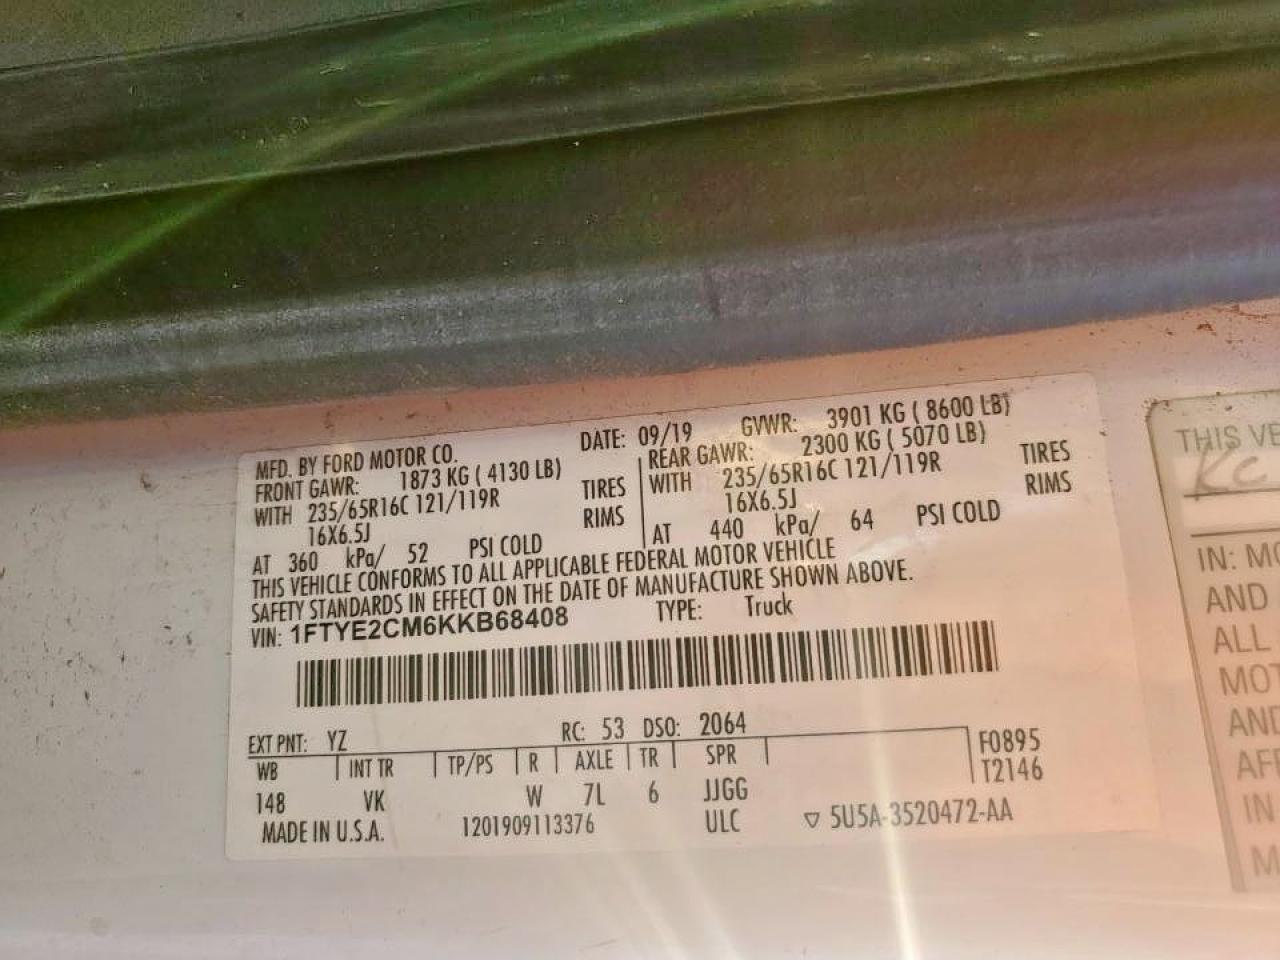 MFD. BY FORD MOTOR CO.
DATE: 09/19
GVWR: 3901 KG ( 8600 LB)
FRONT GAWR: 1873 KG ( 4130 LB)
WITH 235/65R16C 121/119R TIRES
16X6.5J RIMS
AT 360 kPa/ 52 PSI COLD
REAR GAWR: 2300 KG ( 5070 LB)
WITH 235/65R16C 121/119R TIRES
16X6.5J RIMS
AT 440 kPa/ 64 PSI COLD
THIS VEHICLE CONFORMS TO ALL APPLICABLE FEDERAL MOTOR VEHICLE
SAFETY STANDARDS IN EFFECT ON THE DATE OF MANUFACTURE SHOWN ABOVE.
VIN: 1FTYE2CM6KKB68408 TYPE: Truck
EXT PNT: YZ RC: 53 DSO: 2064
WB INT TR TP/PS R AXLE TR SPR
F0895
T2146
148 VK W 7L 6 JJGG
MADE IN U.S.A. 1201909113376 ULC ▽ 5U5A-3520472-AA
THIS VE
KC
IN: MO
AND
ALL
MOT
AND
AFF
IN
M